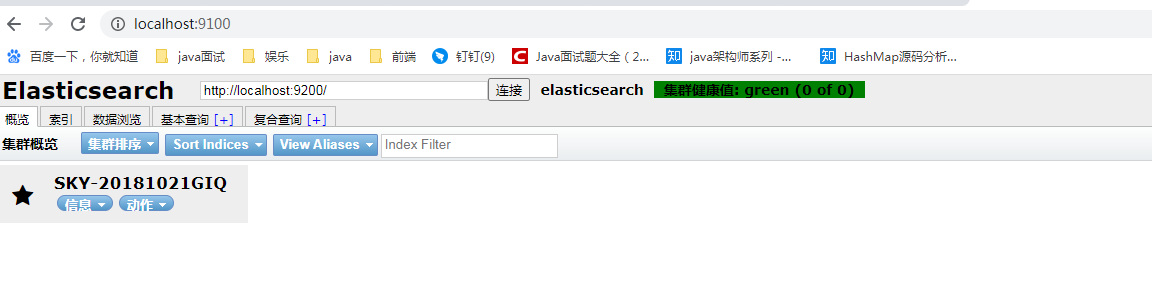 localhost:9100
百度一下，你就知道 java面试 娱乐 java 前端 钉钉(9) Java面试题大全（2... java架构师系列 -... HashMap源码分析...
Elasticsearch http://localhost:9200/ 连接 elasticsearch 集群健康值: green (0 of 0)
概览 索引 数据浏览 基本查询 [+] 复合查询 [+]
集群概览 集群排序 Sort Indices View Aliases Index Filter
SKY-20181021GIQ
信息 动作